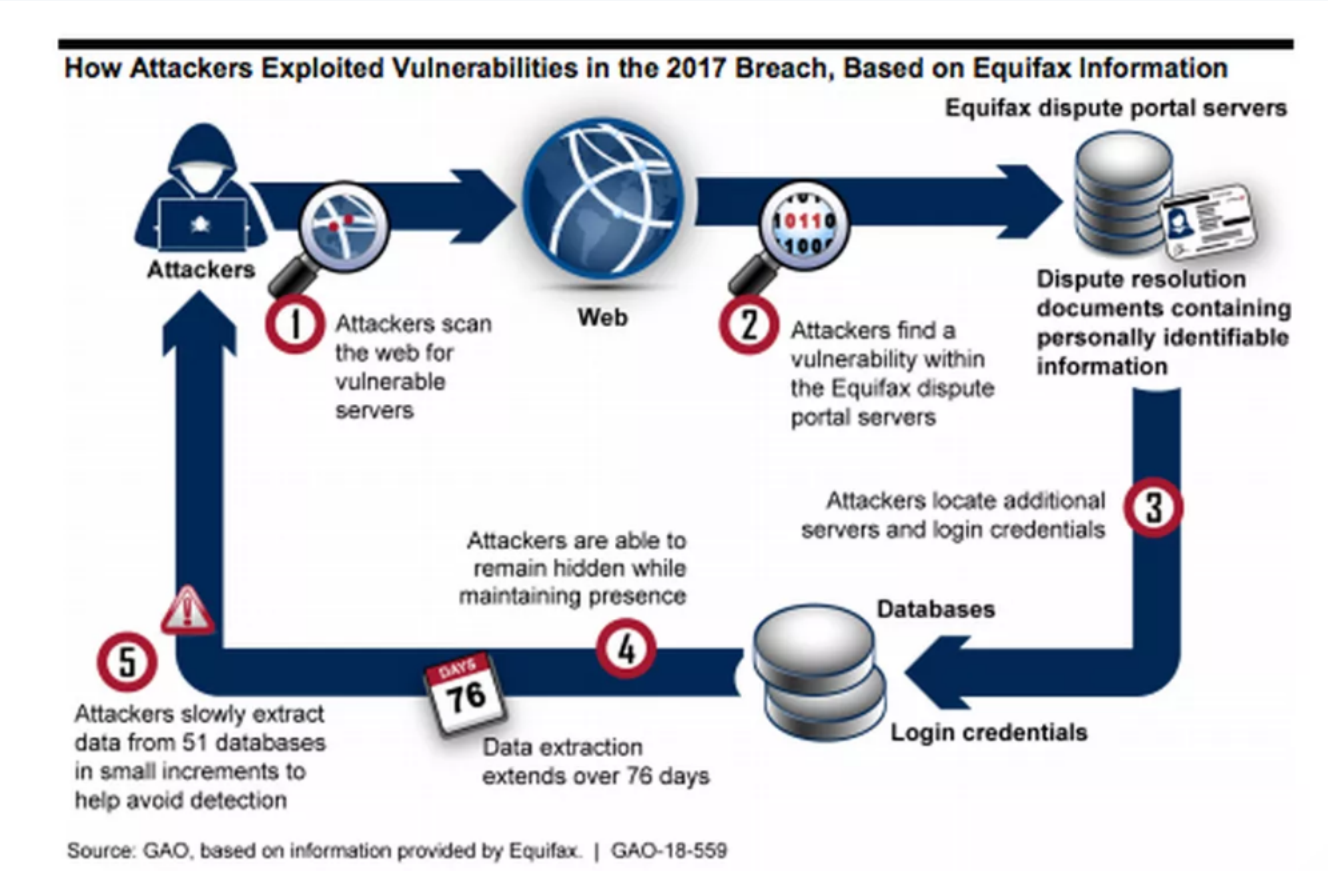 How Attackers Exploited Vulnerabilities in the 2017 Breach, Based on Equifax Information
Equifax dispute portal servers
10110
1100
Attackers
Web
Dispute resolution
documents containing
personally identifiable
information
1
Attackers scan
the web for
vulnerable
servers
2
Attackers find a
vulnerability within
the Equifax dispute
portal servers
3
Attackers locate additional
servers and login credentials
Databases
Login credentials
4
Attackers are able to
remain hidden while
maintaining presence
DAYS
76
Data extraction
extends over 76 days
5
Attackers slowly extract
data from 51 databases
in small increments to
help avoid detection
Source: GAO, based on information provided by Equifax. | GAO-18-559